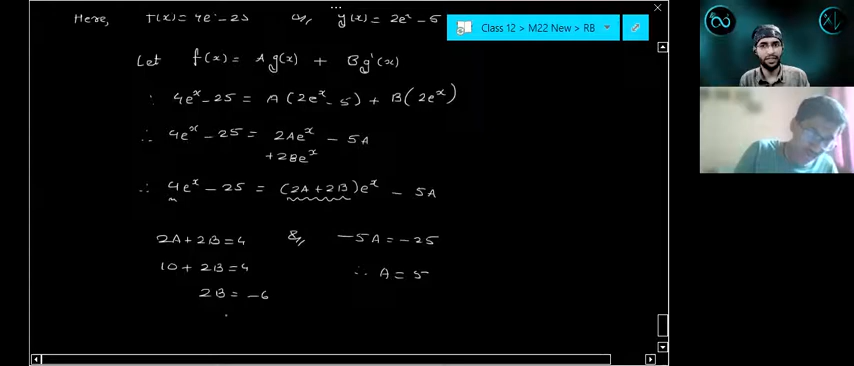 Here, f(x) = 4eˣ - 25 &, g(x) = 2eˣ - 5
Class 12 > M22 New > RB
Let f(x) = A g(x) + B g'(x)
∴ 4eˣ - 25 = A (2eˣ - 5) + B (2eˣ)
∴ 4eˣ - 25 = 2Aeˣ - 5A
+ 2Beˣ
∴ 4eˣ - 25 = (2A + 2B)eˣ - 5A
2A + 2B = 4 &, -5A = -25
10 + 2B = 4 ∴ A = 5
2B = -6